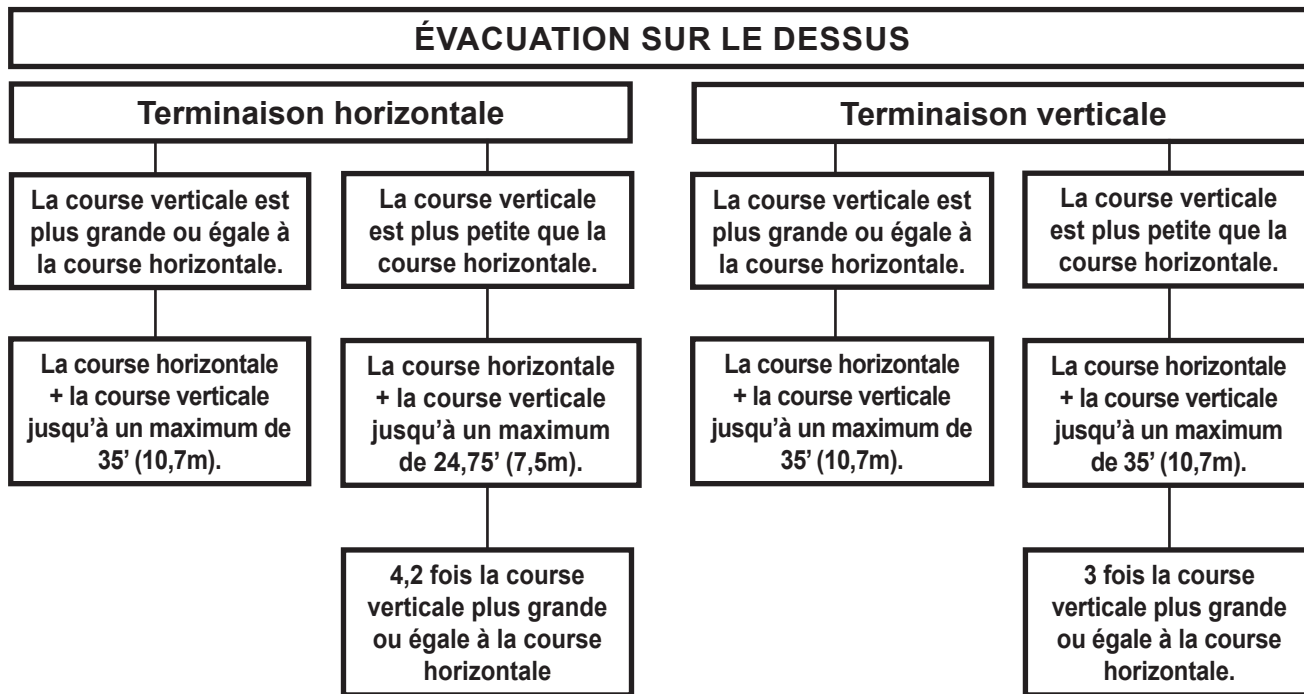 ÉVACUATION SUR LE DESSUS
Terminaison horizontale
La course verticale est
plus grande ou égale à
la course horizontale.
La course horizontale
+ la course verticale
jusqu’à un maximum de
35’ (10,7m).
La course verticale
est plus petite que la
course horizontale.
La course horizontale
+ la course verticale
jusqu’à un maximum
de 24,75’ (7,5m).
4,2 fois la course
verticale plus grande
ou égale à la course
horizontale
Terminaison verticale
La course verticale est
plus grande ou égale à
la course horizontale.
La course horizontale
+ la course verticale
jusqu’à un maximum de
35’ (10,7m).
La course verticale
est plus petite que la
course horizontale.
La course horizontale
+ la course verticale
jusqu’à un maximum
de 35’ (10,7m).
3 fois la course
verticale plus grande
ou égale à la course
horizontale.